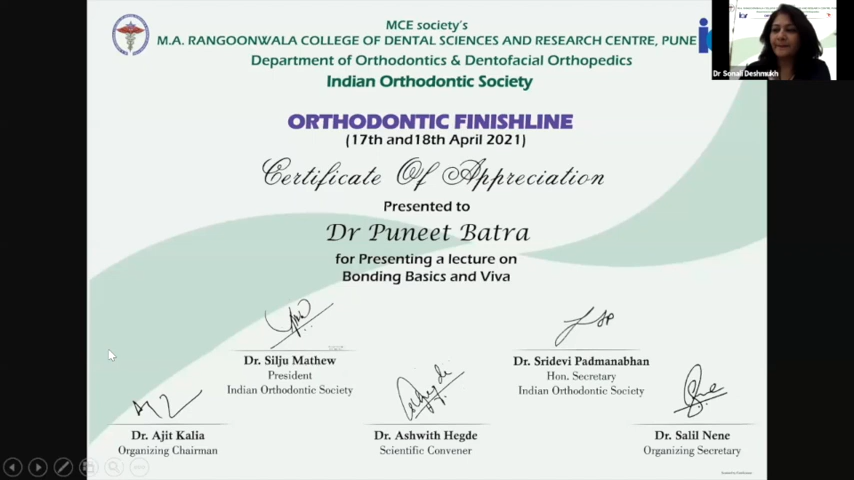 MCE society's
M.A. RANGOONWALA COLLEGE OF DENTAL SCIENCES AND RESEARCH CENTRE, PUNE
Department of Orthodontics & Dentofacial Orthopedics
Indian Orthodontic Society
Dr Sonali Deshmukh
ORTHODONTIC FINISHLINE
(17th and18th April 2021)
Certificate Of Appreciation
Presented to
Dr Puneet Batra
for Presenting a lecture on
Bonding Basics and Viva
Dr. Silju Mathew
President
Indian Orthodontic Society
Dr. Sridevi Padmanabhan
Hon. Secretary
Indian Orthodontic Society
Dr. Ajit Kalia
Organizing Chairman
Dr. Ashwith Hegde
Scientific Convener
Dr. Salil Nene
Organizing Secretary